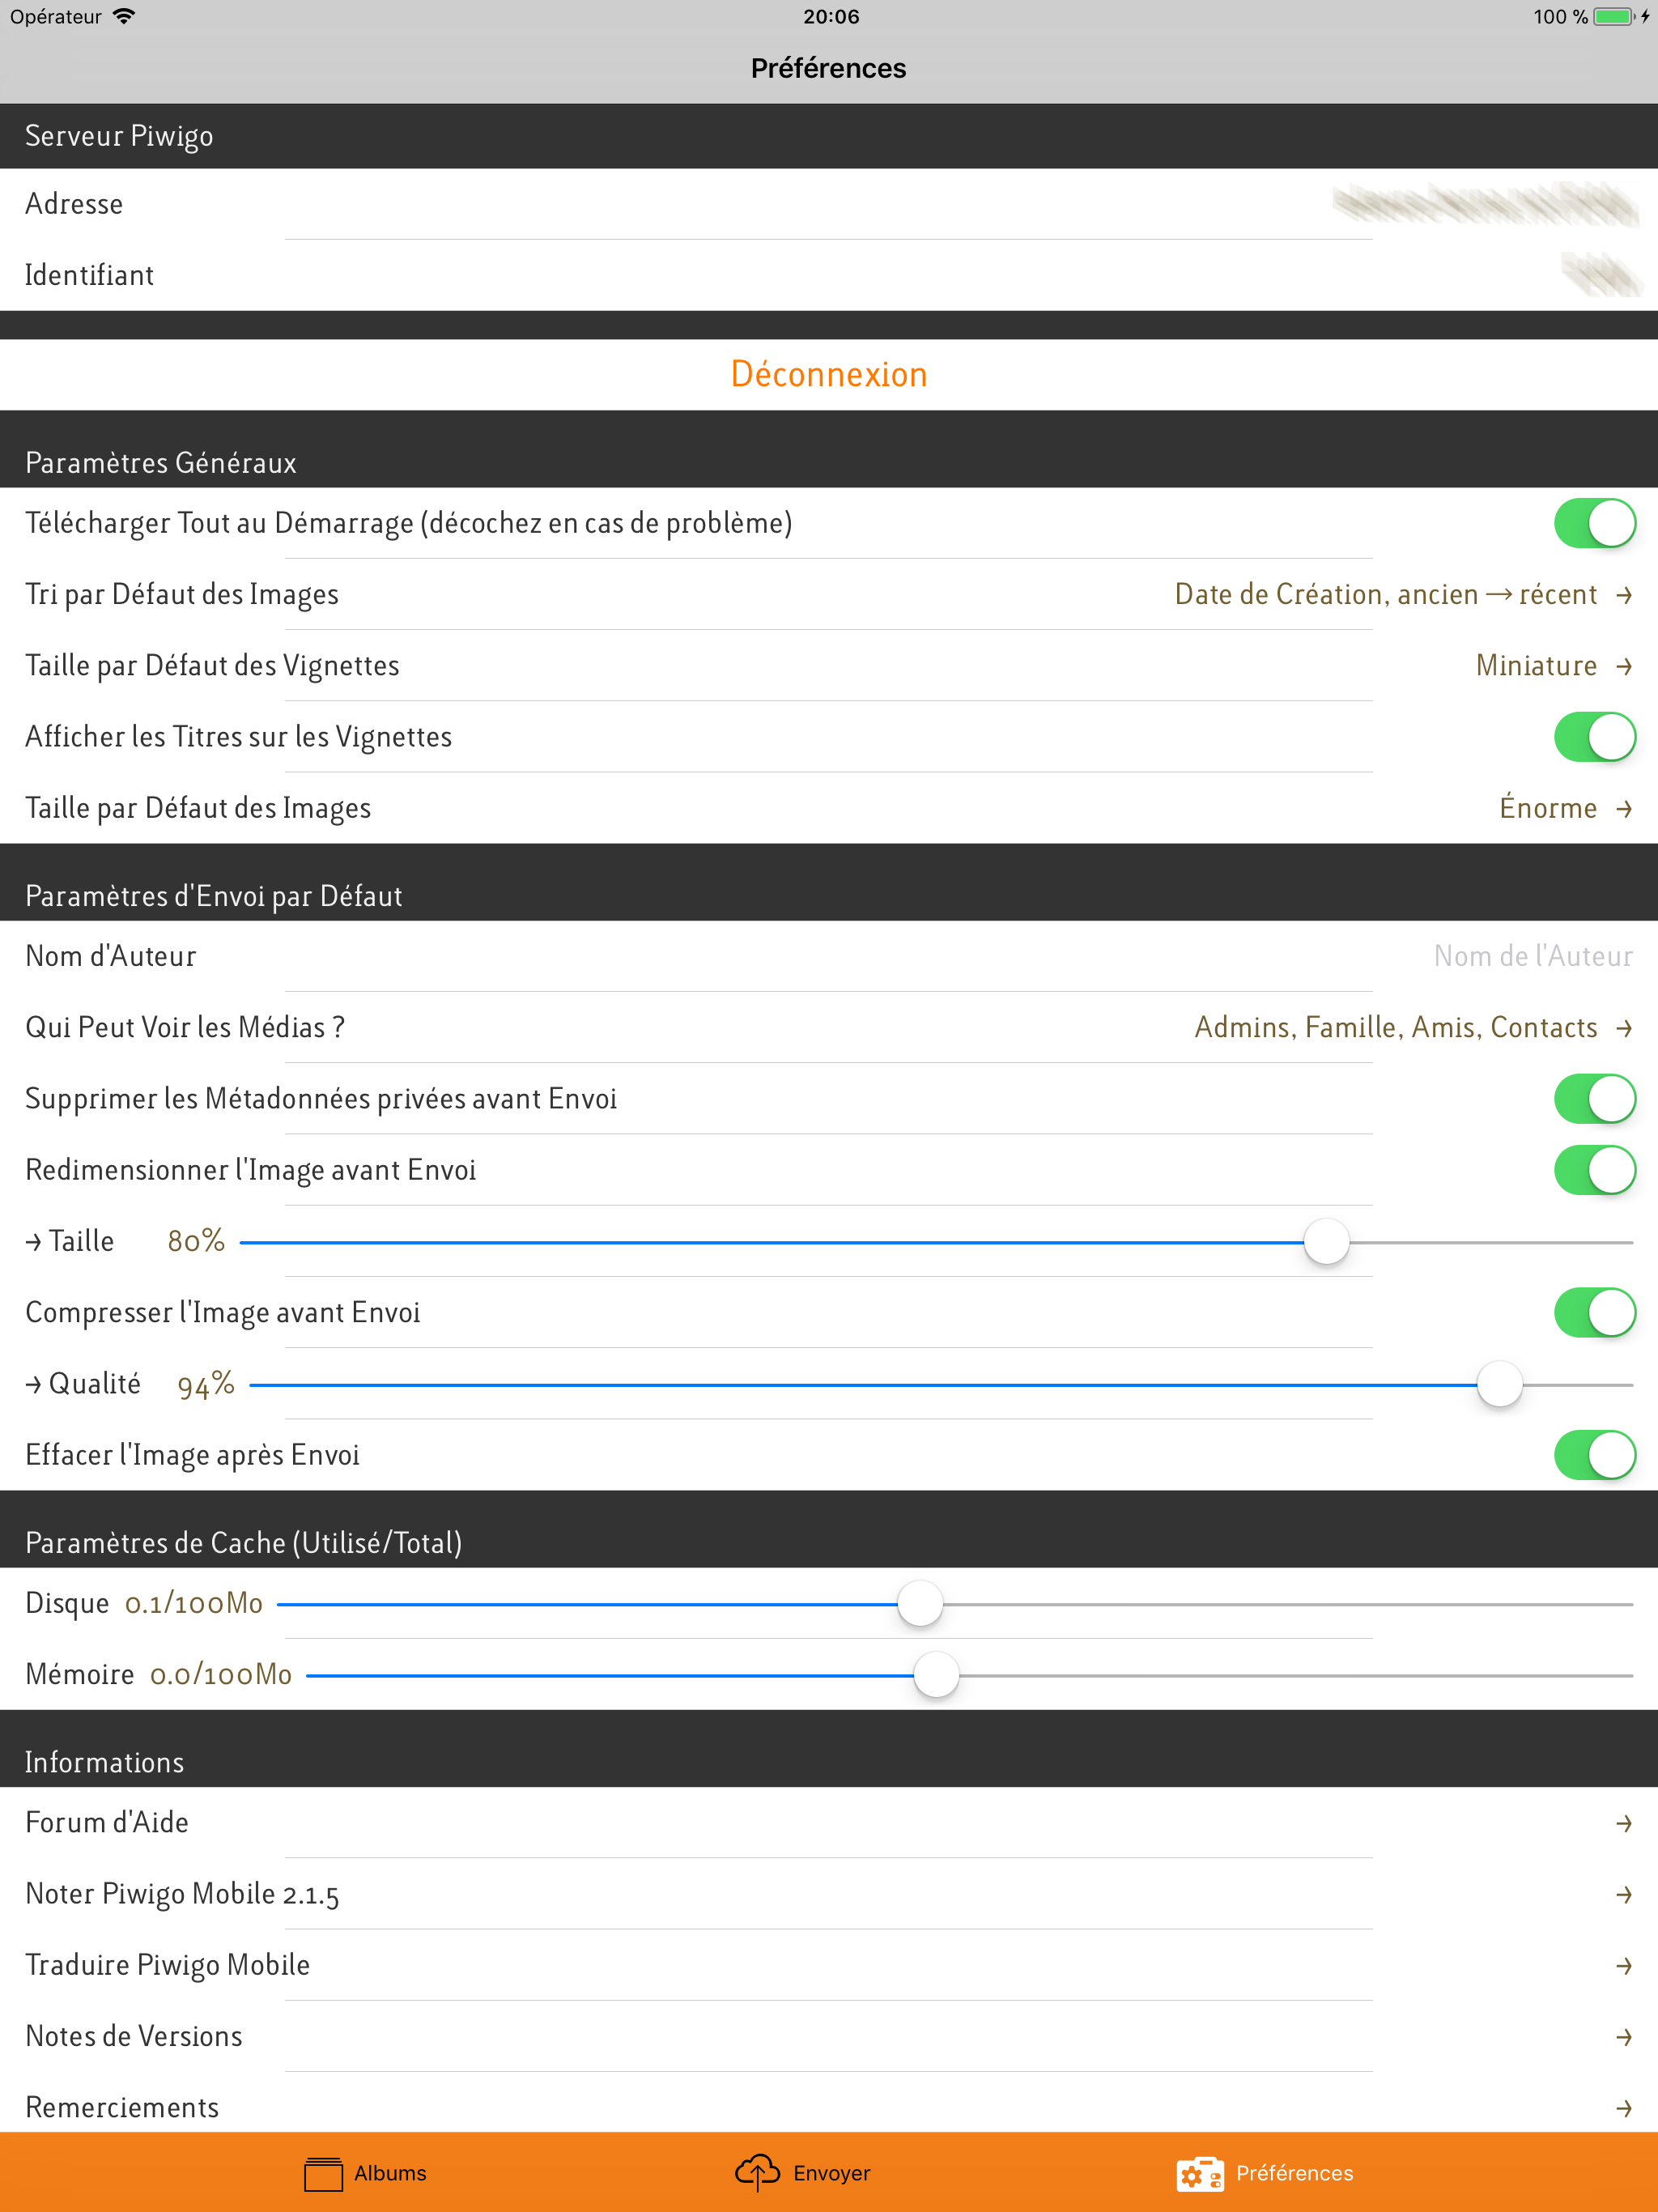 Opérateur 20:06 100 %
Préférences
Serveur Piwigo
Adresse
Identifiant
Déconnexion
Paramètres Généraux
Télécharger Tout au Démarrage (décochez en cas de problème)
Tri par Défaut des Images Date de Création, ancien → récent →
Taille par Défaut des Vignettes Miniature →
Afficher les Titres sur les Vignettes
Taille par Défaut des Images Énorme →
Paramètres d'Envoi par Défaut
Nom d'Auteur Nom de l'Auteur
Qui Peut Voir les Médias ? Admins, Famille, Amis, Contacts →
Supprimer les Métadonnées privées avant Envoi
Redimensionner l'Image avant Envoi
→ Taille 80%
Compresser l'Image avant Envoi
→ Qualité 94%
Effacer l'Image après Envoi
Paramètres de Cache (Utilisé/Total)
Disque 0.1/100Mo
Mémoire 0.0/100Mo
Informations
Forum d'Aide →
Noter Piwigo Mobile 2.1.5 →
Traduire Piwigo Mobile →
Notes de Versions →
Remerciements →
Albums Envoyer Préférences